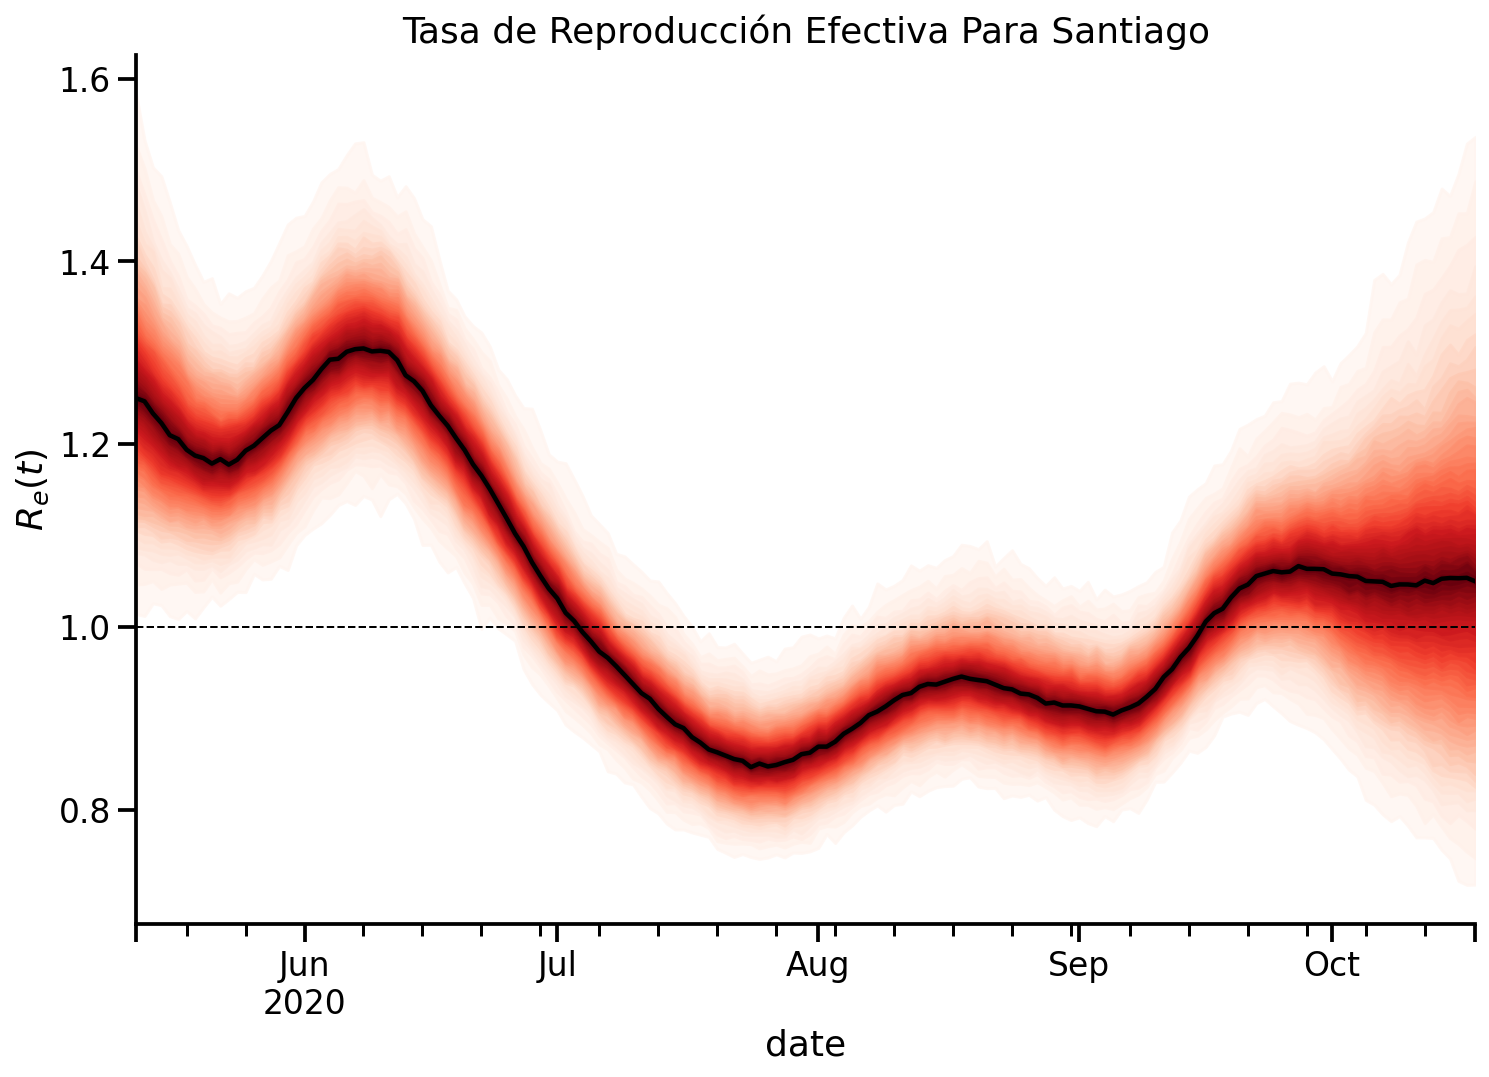 Tasa de Reproducción Efectiva Para Santiago
1.6
1.4
1.2
1.0
0.8
R_e(t)
Jun Jul Aug Sep Oct
2020
date